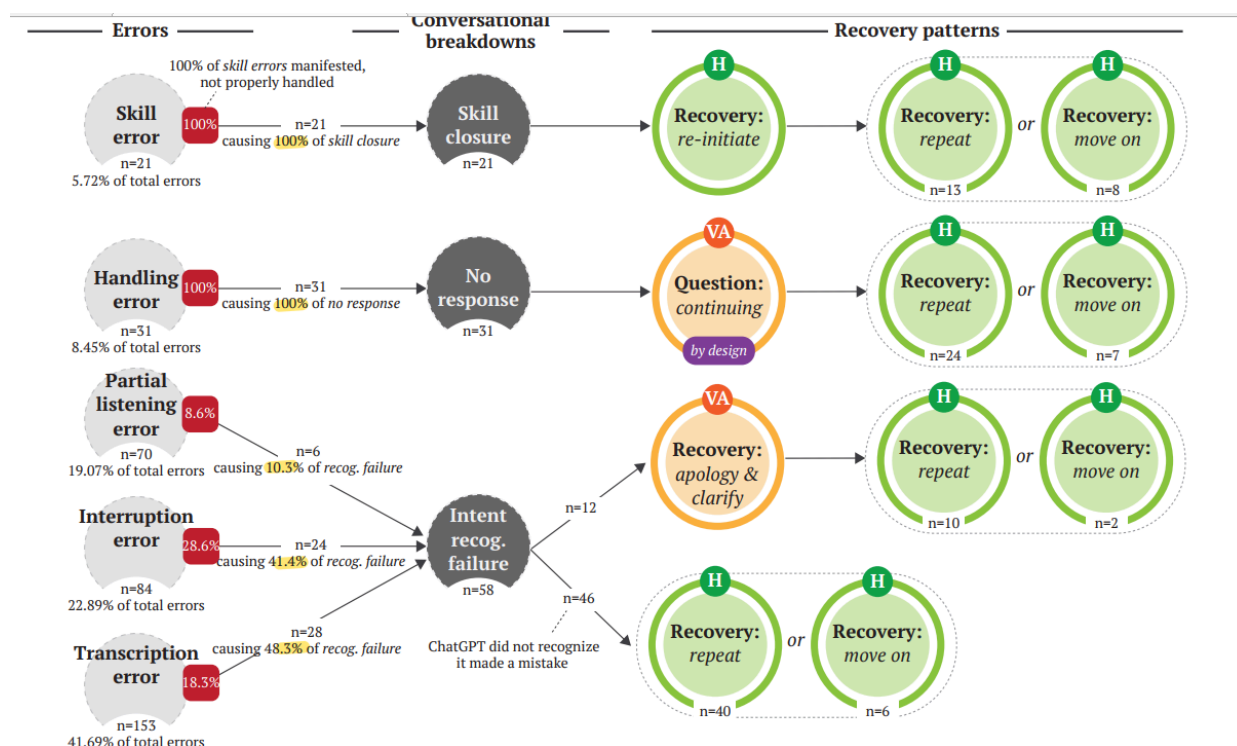 Errors
Conversational
breakdowns
Recovery patterns
100% of skill errors manifested,
not properly handled
Skill
error
100%
n=21
5.72% of total errors
n=21
causing 100% of skill closure
Skill
closure
n=21
H
Recovery:
re-initiate
H
Recovery:
repeat
n=13
or
H
Recovery:
move on
n=8
Handling
error
100%
n=31
8.45% of total errors
n=31
causing 100% of no response
No
response
n=31
VA
Question:
continuing
by design
H
Recovery:
repeat
n=24
or
H
Recovery:
move on
n=7
Partial
listening
error
8.6%
n=70
19.07% of total errors
n=6
causing 10.3% of recog. failure
Interruption
error
28.6%
n=84
22.89% of total errors
n=24
causing 41.4% of recog. failure
Transcription
error
18.3%
n=153
41.69% of total errors
n=28
causing 48.3% of recog. failure
Intent
recog.
failure
n=58
n=12
VA
Recovery:
apology &
clarify
H
Recovery:
repeat
n=10
or
H
Recovery:
move on
n=2
n=46
ChatGPT did not recognize
it made a mistake
H
Recovery:
repeat
n=40
or
H
Recovery:
move on
n=6